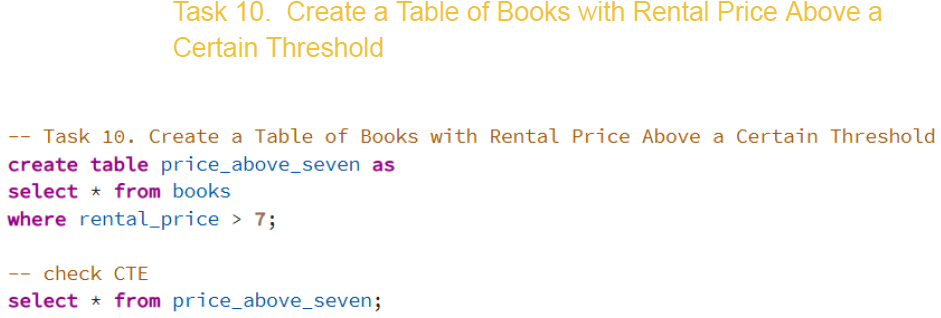 Task 10. Create a Table of Books with Rental Price Above a
Certain Threshold
-- Task 10. Create a Table of Books with Rental Price Above a Certain Threshold
create table price_above_seven as
select * from books
where rental_price > 7;
-- check CTE
select * from price_above_seven;